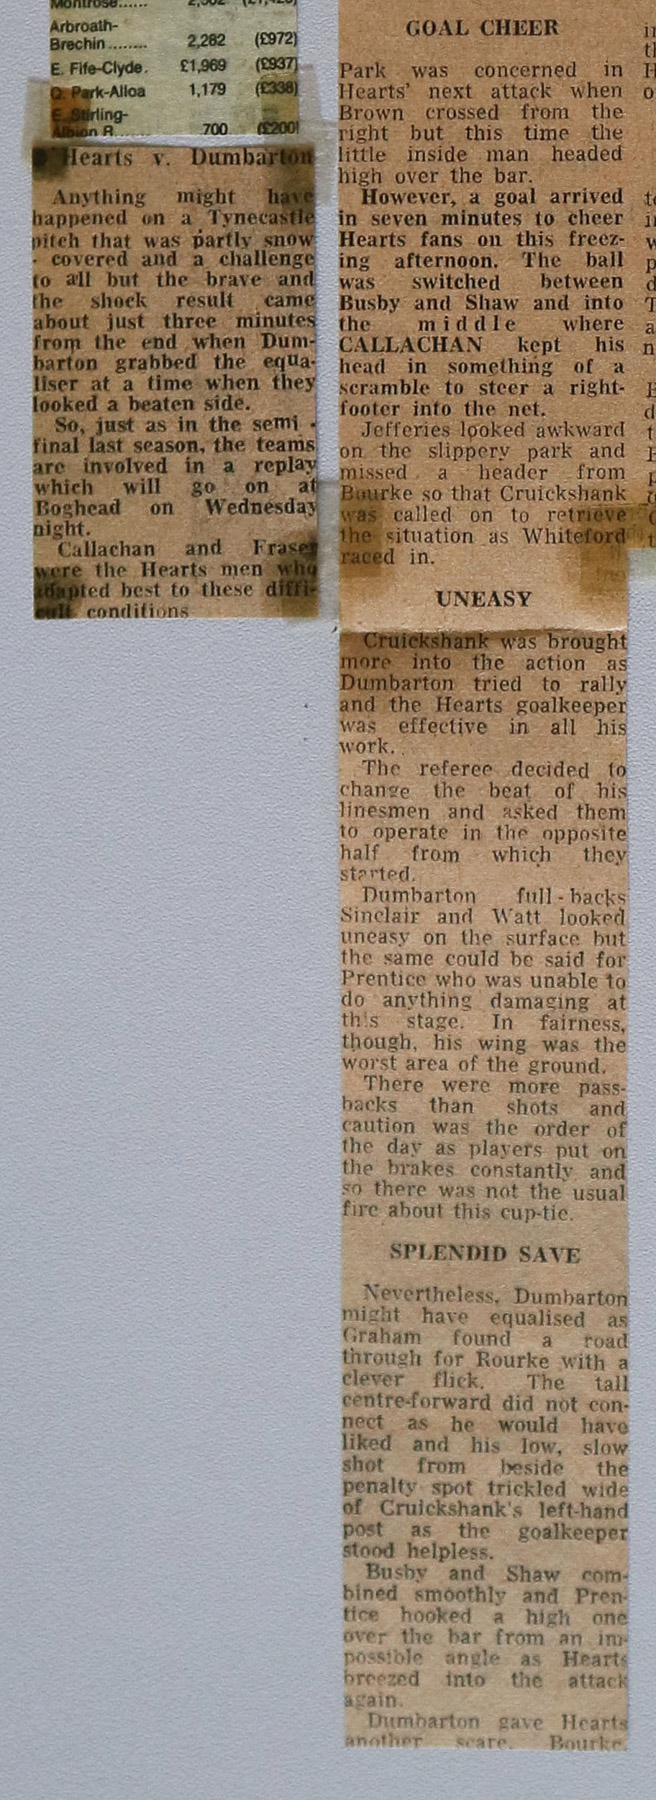 Montrose......
Arbroath-
Brechin........ 2,282 (£972)
E. Fife-Clyde. £1,969 (£937)
Q. Park-Alloa 1,179 (£338)
E. Stirling-
Albion R....... 700 (£200)
Hearts v. Dumbarton
Anything might have
happened on a Tynecastle
pitch that was partly snow
- covered and a challenge
to all but the brave and
the shock result came
about just three minutes
from the end when Dum-
barton grabbed the equa-
liser at a time when they
looked a beaten side.
So, just as in the semi -
final last season, the teams
are involved in a replay
which will go on at
Boghead on Wednesday
night.
Callachan and Fraser
were the Hearts men who
adapted best to these diffi-
cult conditions
GOAL CHEER
Park was concerned in
Hearts' next attack when
Brown crossed from the
right but this time the
little inside man headed
high over the bar.
However, a goal arrived
in seven minutes to cheer
Hearts fans on this freez-
ing afternoon. The ball
was switched between
Busby and Shaw and into
the middle where
CALLACHAN kept his
head in something of a
scramble to steer a right-
footer into the net.
Jefferies looked awkward
on the slippery park and
missed a header from
Bourke so that Cruickshank
was called on to retrieve
the situation as Whiteford
raced in.
UNEASY
Cruickshank was brought
more into the action as
Dumbarton tried to rally
and the Hearts goalkeeper
was effective in all his
work.
The referee decided to
change the beat of his
linesmen and asked them
to operate in the opposite
half from which they
started.
Dumbarton full - backs
Sinclair and Watt looked
uneasy on the surface but
the same could be said for
Prentice who was unable to
do anything damaging at
this stage. In fairness,
though, his wing was the
worst area of the ground.
There were more pass-
backs than shots and
caution was the order of
the day as players put on
the brakes constantly and
so there was not the usual
fire about this cup-tie.
SPLENDID SAVE
Nevertheless, Dumbarton
might have equalised as
Graham found a road
through for Rourke with a
clever flick. The tall
centre-forward did not con-
nect as he would have
liked and his low, slow
shot from beside the
penalty spot trickled wide
of Cruickshank's left-hand
post as the goalkeeper
stood helpless.
Busby and Shaw com-
bined smoothly and Pren-
tice hooked a high one
over the bar from an im-
possible angle as Hearts
breezed into the attack
again.
Dumbarton gave Hearts
another scare. Bourke,